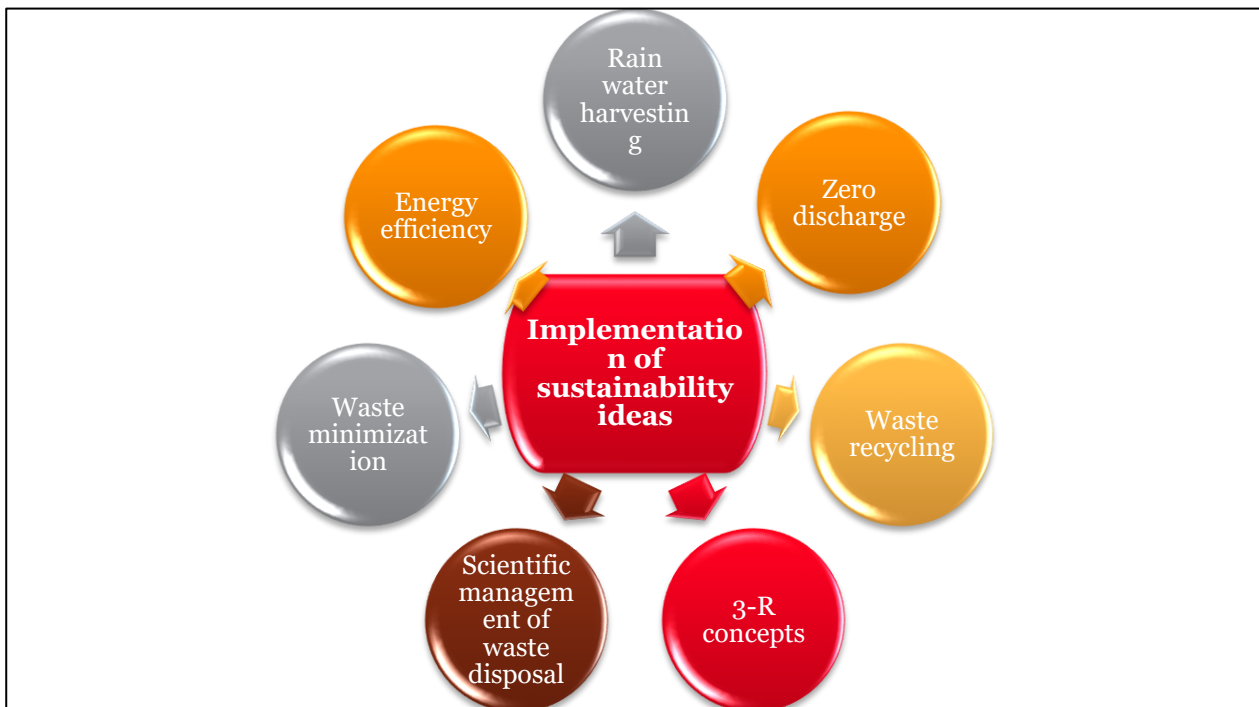 Rain
water
harvestin
g
Zero
discharge
Waste
recycling
3-R
concepts
Scientific
managem
ent of
waste
disposal
Waste
minimizat
ion
Energy
efficiency
Implementatio
n of
sustainability
ideas